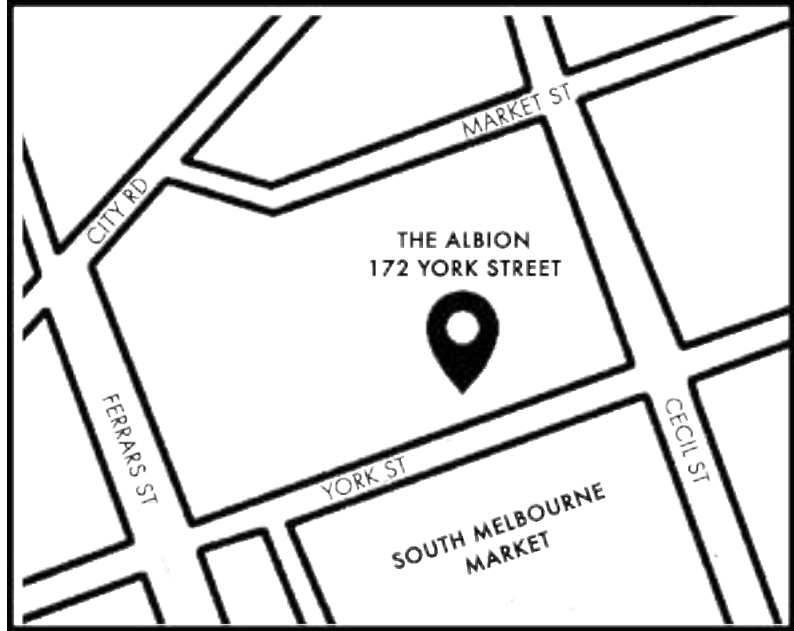 MARKET ST
CITY RD
THE ALBION
172 YORK STREET
FERRARS ST
CECIL ST
YORK ST
SOUTH MELBOURNE
MARKET